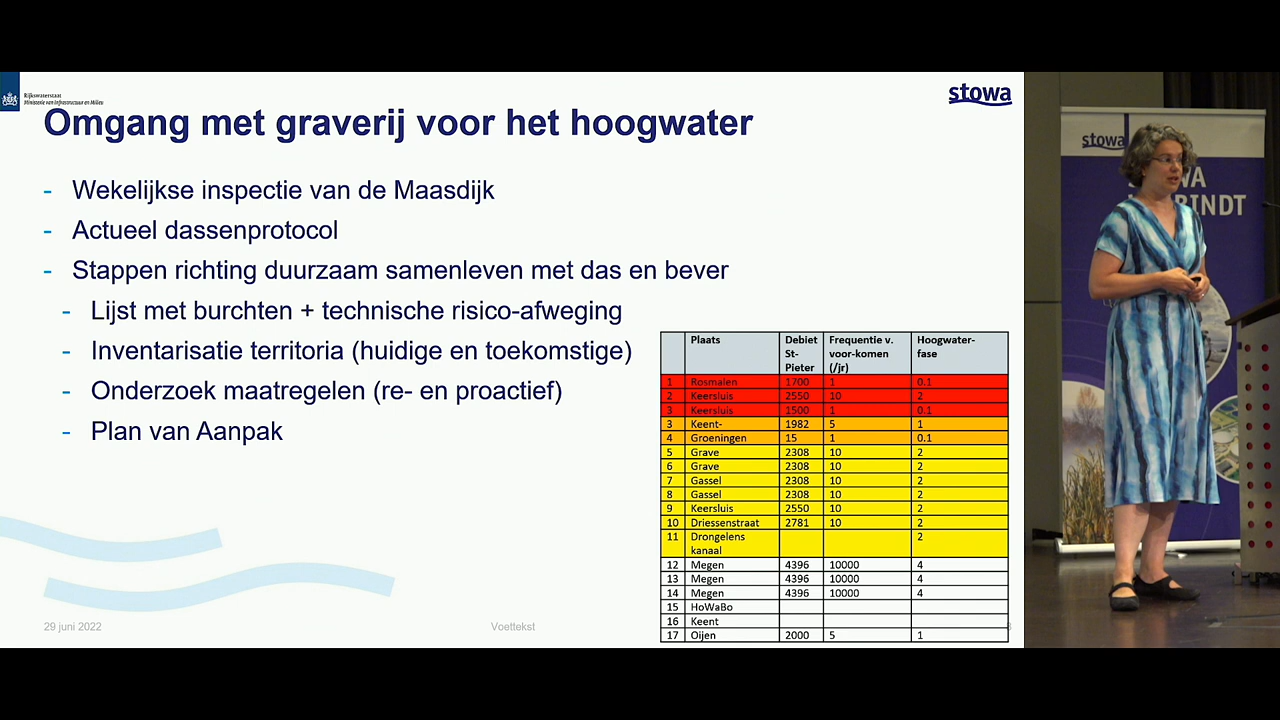 Rijkswaterstaat
Ministerie van Infrastructuur en Milieu
stowa
Omgang met graverij voor het hoogwater
- Wekelijkse inspectie van de Maasdijk
- Actueel dassenprotocol
- Stappen richting duurzaam samenleven met das en bever
- Lijst met burchten + technische risico-afweging
- Inventarisatie territoria (huidige en toekomstige)
- Onderzoek maatregelen (re- en proactief)
- Plan van Aanpak
Plaats Debiet St-Pieter Frequentie v. voor-komen (/jr) Hoogwater-fase
1 Rosmalen 1700 1 0.1
2 Keersluis 2550 10 2
3 Keersluis 1500 1 0.1
3 Keent- 1982 5 1
4 Groeningen 15 1 0.1
5 Grave 2308 10 2
6 Grave 2308 10 2
7 Gassel 2308 10 2
8 Gassel 2308 10 2
9 Keersluis 2550 10 2
10 Driessenstraat 2781 10 2
11 Drongelens kanaal 2
12 Megen 4396 10000 4
13 Megen 4396 10000 4
14 Megen 4396 10000 4
15 HoWaBo
16 Keent
17 Oijen 2000 5 1
29 juni 2022
Voettekst
stowa